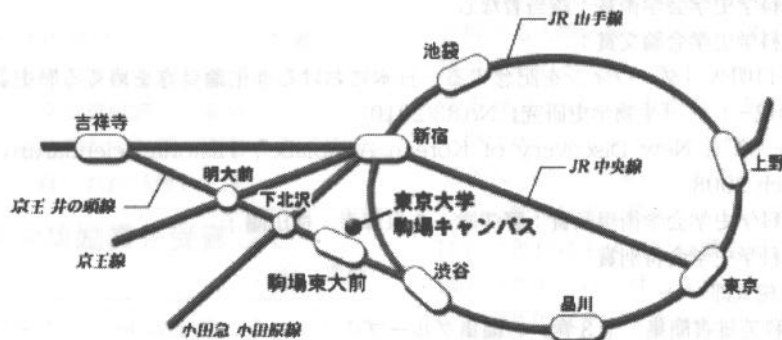 JR 山手線
池袋
吉祥寺
新宿
上野
明大前
下北沢
JR 中央線
京王 井の頭線
東京大学
駒場キャンパス
京王線
駒場東大前
渋谷
東京
品川
小田急 小田原線